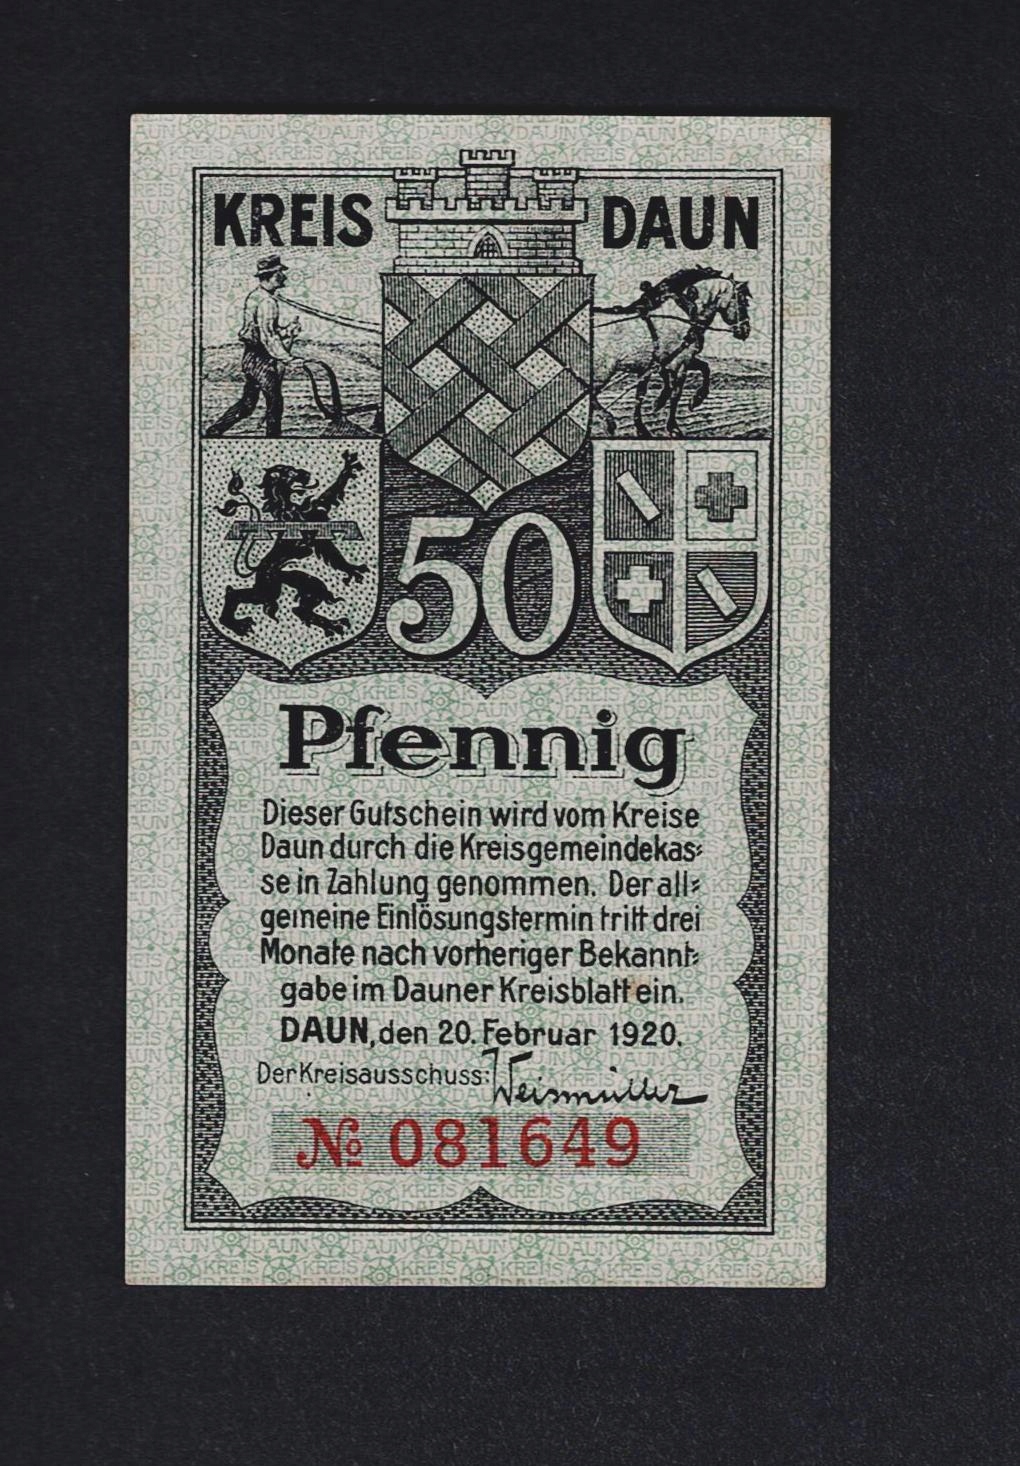 KREIS DAUN
50
Pfennig
Dieser Gutschein wird vom Kreise
Daun durch die Kreisgemeindekas=
se in Zahlung genommen. Der all=
gemeine Einlösungstermin tritt drei
Monate nach vorheriger Bekannt=
gabe im Dauner Kreisblatt ein.
DAUN, den 20. Februar 1920.
Der Kreisausschuss: Weismüller
№ 081649